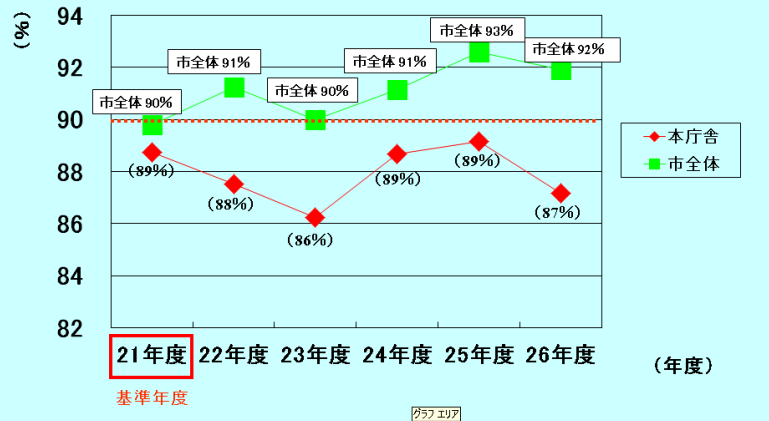 (%)
94
92
90
88
86
84
82
市全体 90%
市全体 91%
市全体 90%
市全体 91%
市全体 93%
市全体 92%
(89%)
(88%)
(86%)
(89%)
(89%)
(87%)
本庁舎
市全体
21年度 22年度 23年度 24年度 25年度 26年度
(年度)
基準年度
グラフ エリア